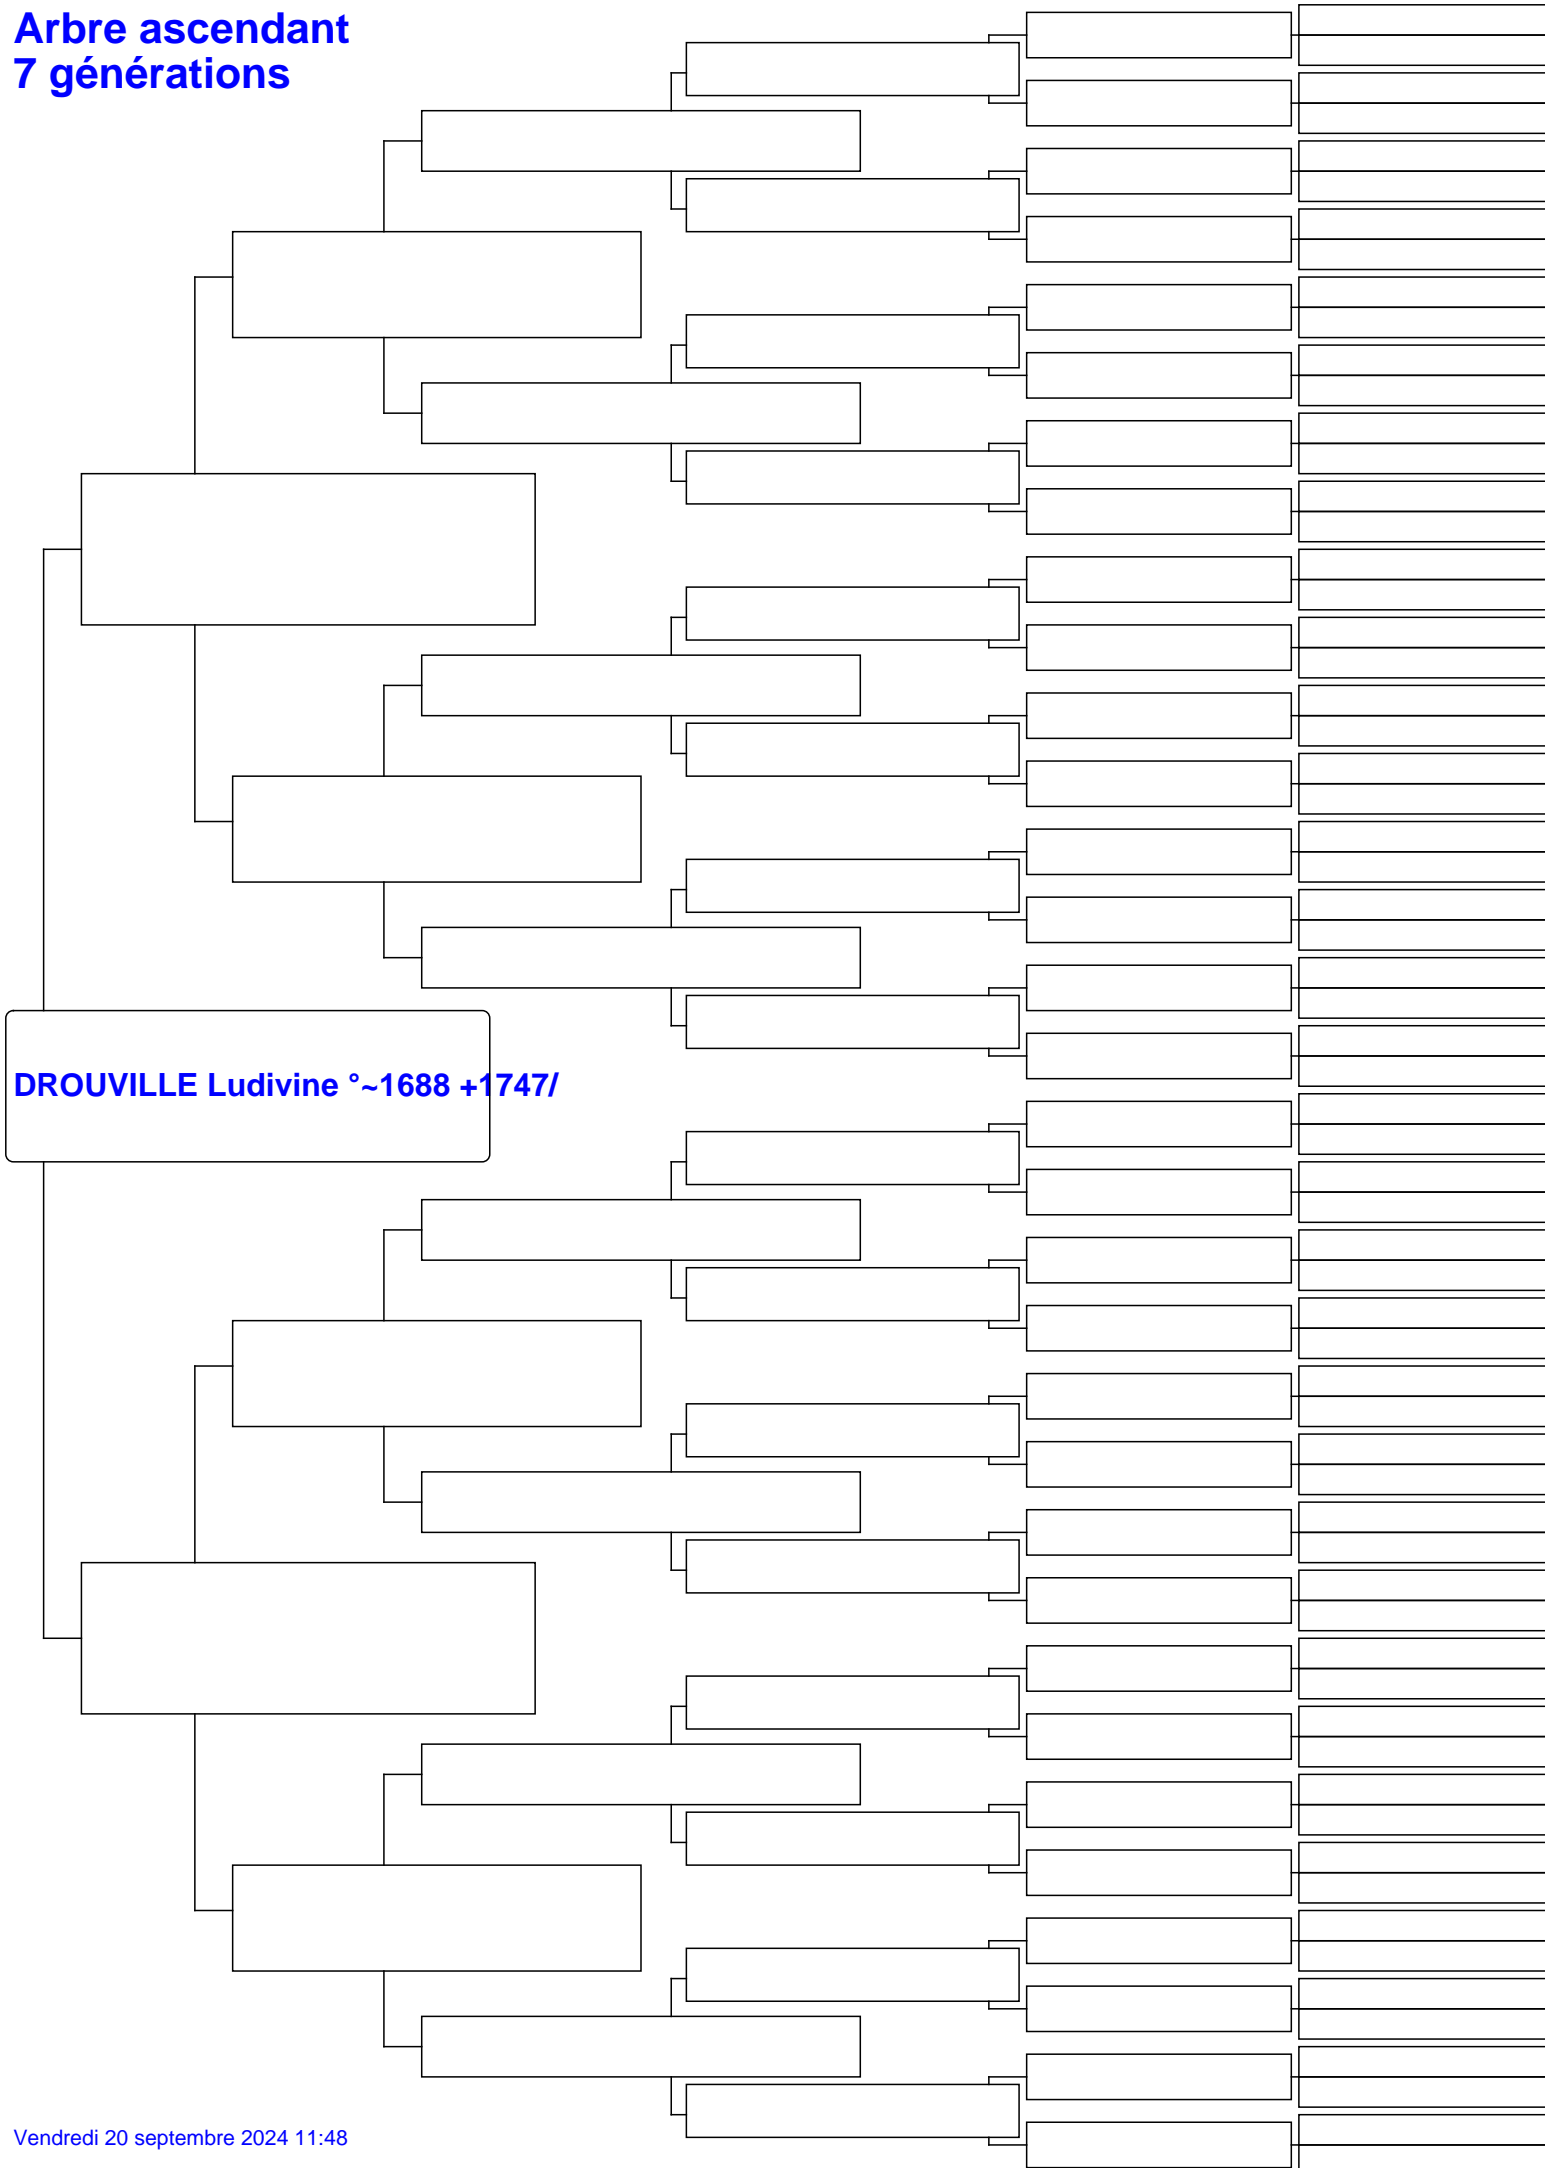 Arbre ascendant
7 générations
DROUVILLE Ludivine °~1688 +1747/
Vendredi 20 septembre 2024 11:48